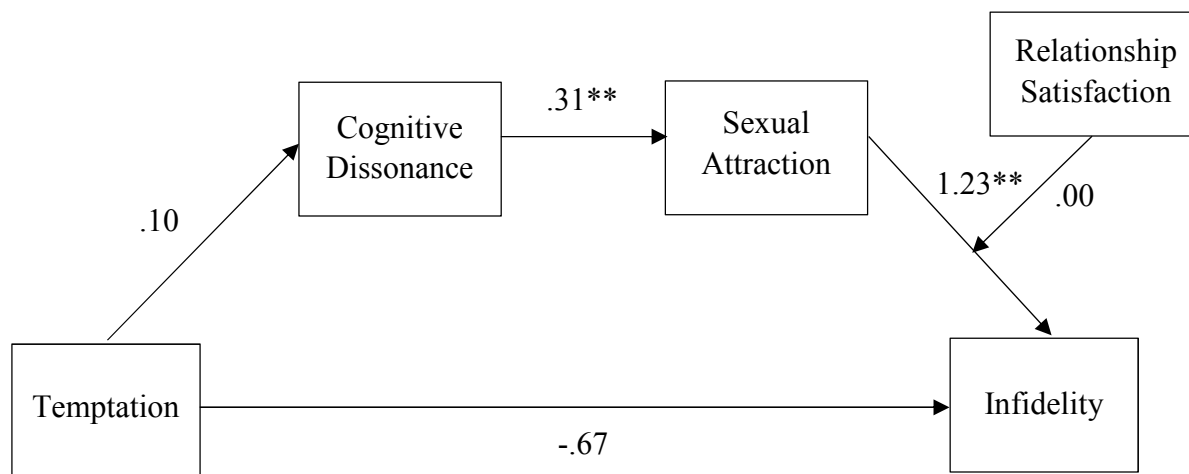 Relationship
Satisfaction
Cognitive
Dissonance
.31**
Sexual
Attraction
1.23**
.00
.10
Temptation
-.67
Infidelity